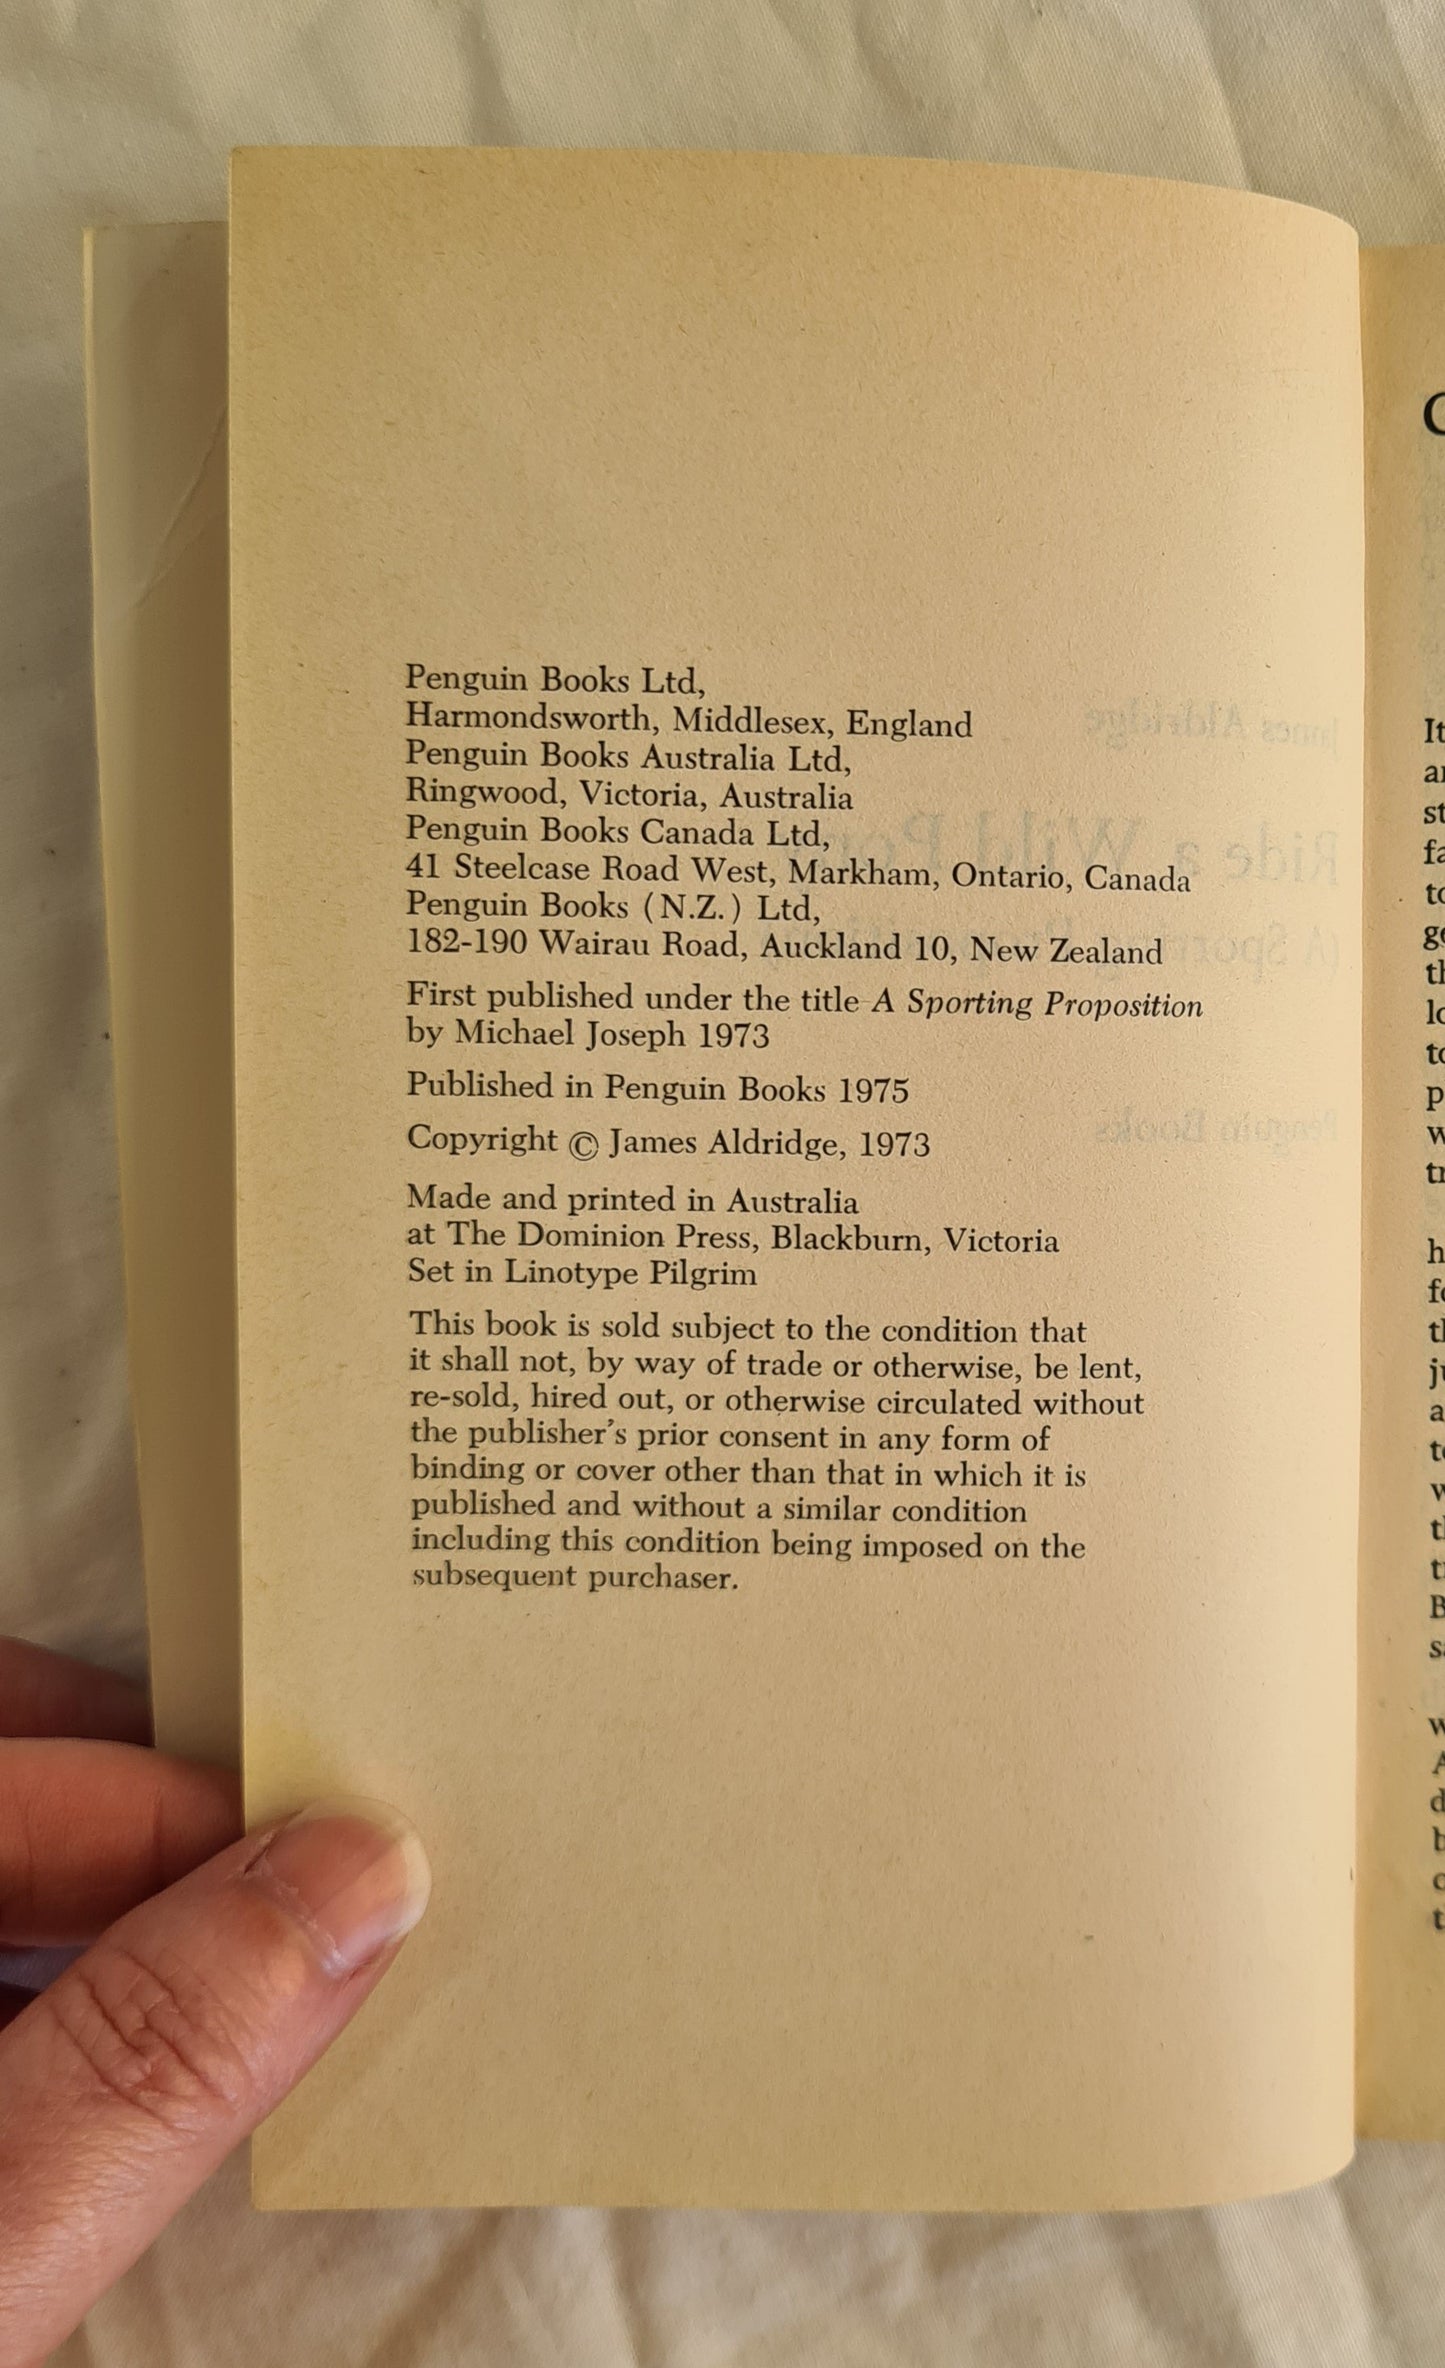 Penguin Books Ltd,
Harmondsworth, Middlesex, England
Penguin Books Australia Ltd,
Ringwood, Victoria, Australia
Penguin Books Canada Ltd,
41 Steelcase Road West, Markham, Ontario, Canada
Penguin Books (N.Z.) Ltd,
182-190 Wairau Road, Auckland 10, New Zealand
First published under the title A Sporting Proposition
by Michael Joseph 1973
Published in Penguin Books 1975
Copyright © James Aldridge, 1973
Made and printed in Australia
at The Dominion Press, Blackburn, Victoria
Set in Linotype Pilgrim
This book is sold subject to the condition that
it shall not, by way of trade or otherwise, be lent,
re-sold, hired out, or otherwise circulated without
the publisher's prior consent in any form of
binding or cover other than that in which it is
published and without a similar condition
including this condition being imposed on the
subsequent purchaser.